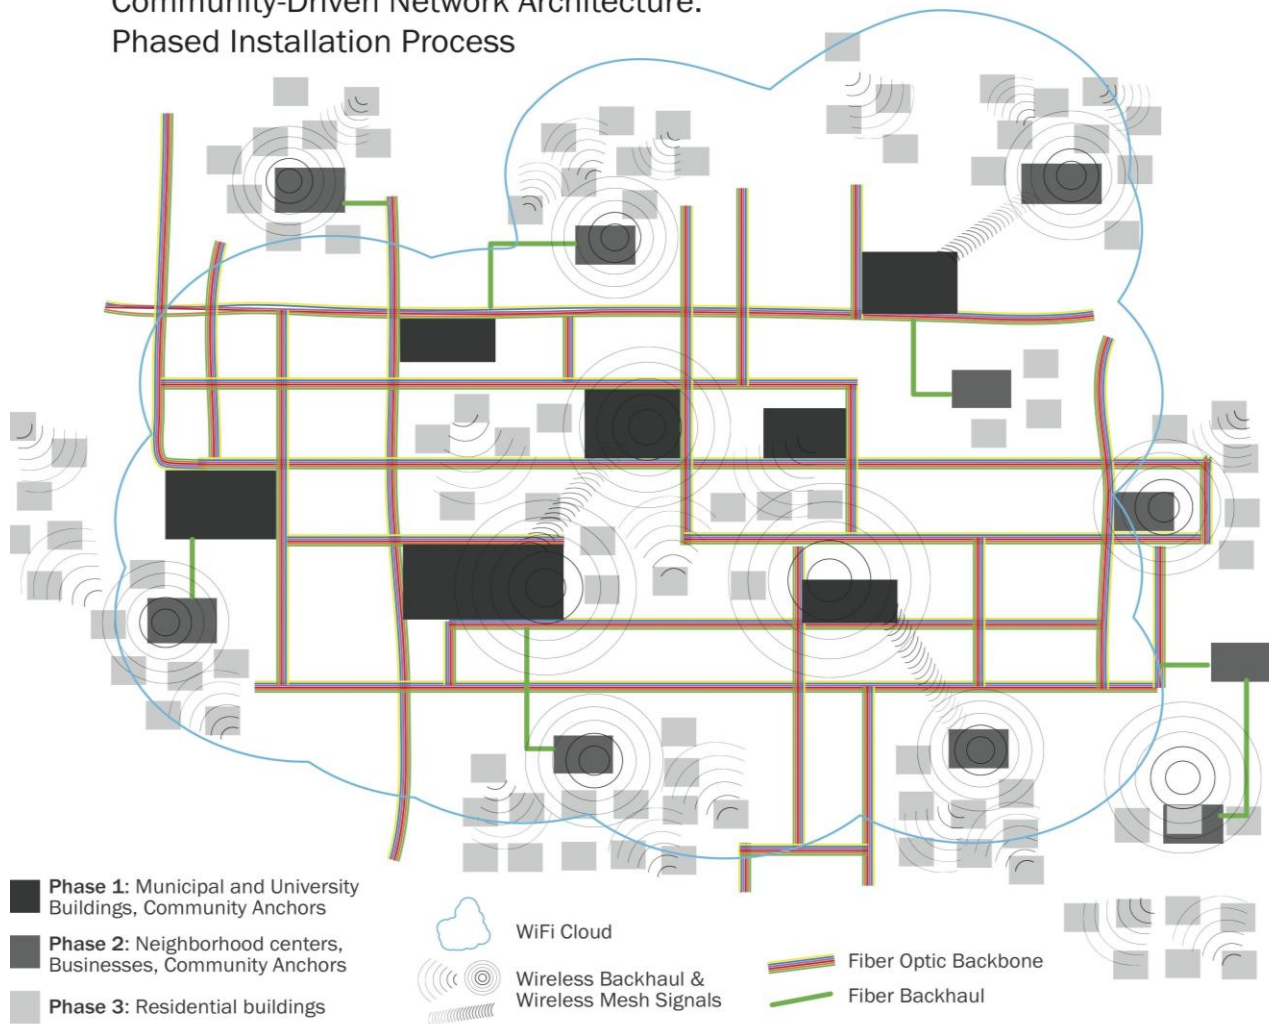 Community-Driven Network Architecture:
Phased Installation Process
Phase 1: Municipal and University
Buildings, Community Anchors
Phase 2: Neighborhood centers,
Businesses, Community Anchors
Phase 3: Residential buildings
WiFi Cloud
Wireless Backhaul &
Wireless Mesh Signals
Fiber Optic Backbone
Fiber Backhaul